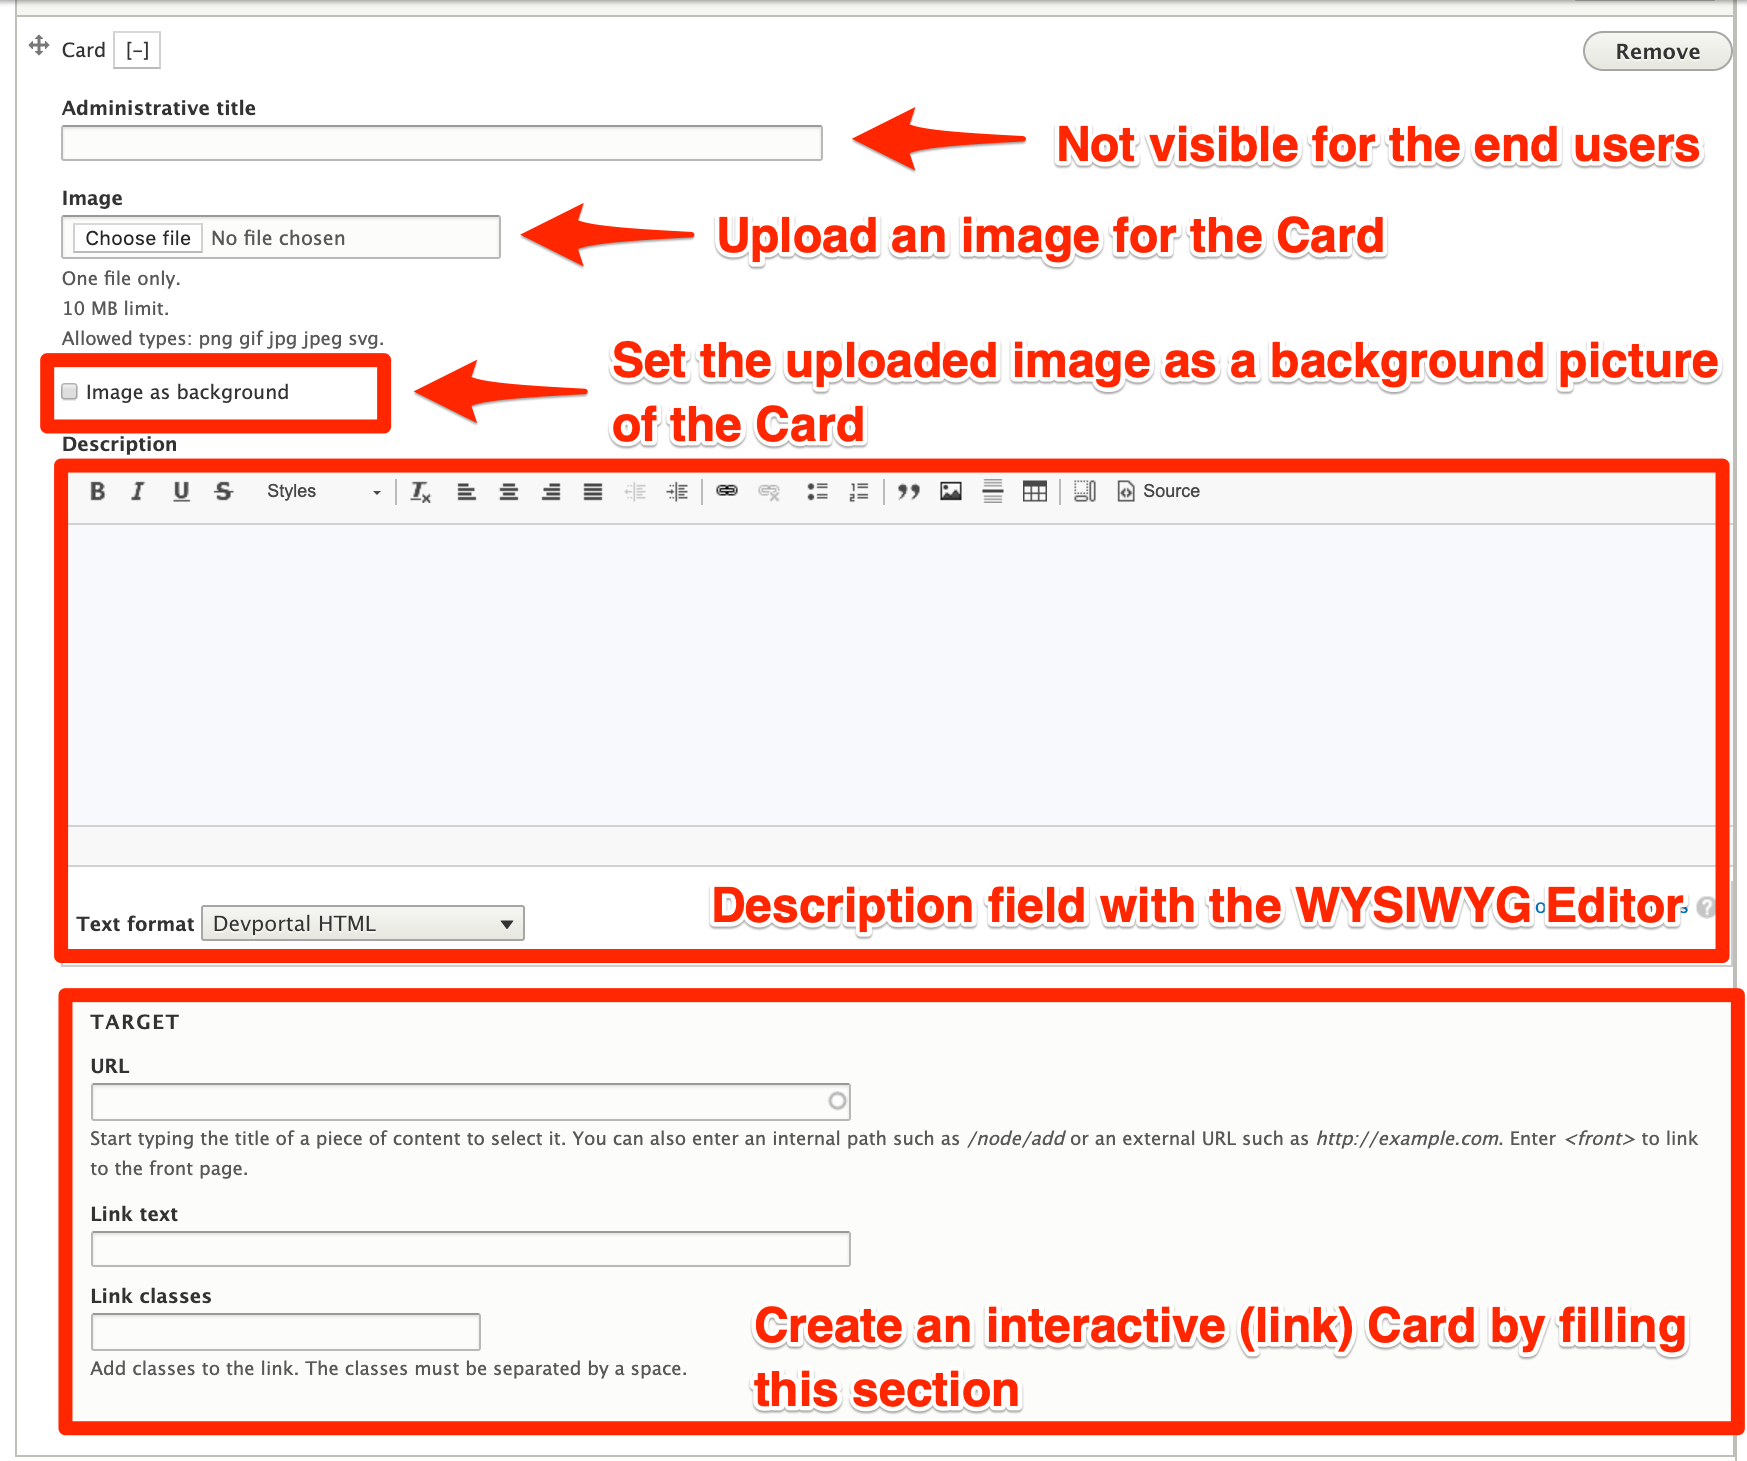 Card [–]
Remove
Administrative title
Not visible for the end users
Image
Choose file No file chosen
Upload an image for the Card
One file only.
10 MB limit.
Allowed types: png gif jpg jpeg svg.
Set the uploaded image as a background picture
of the Card
Image as background
Description
B I U S Styles Source
Description field with the WYSIWYG Editor
Text format Devportal HTML
TARGET
URL
Start typing the title of a piece of content to select it. You can also enter an internal path such as /node/add or an external URL such as http://example.com. Enter <front> to link
to the front page.
Link text
Link classes
Add classes to the link. The classes must be separated by a space.
Create an interactive (link) Card by filling
this section